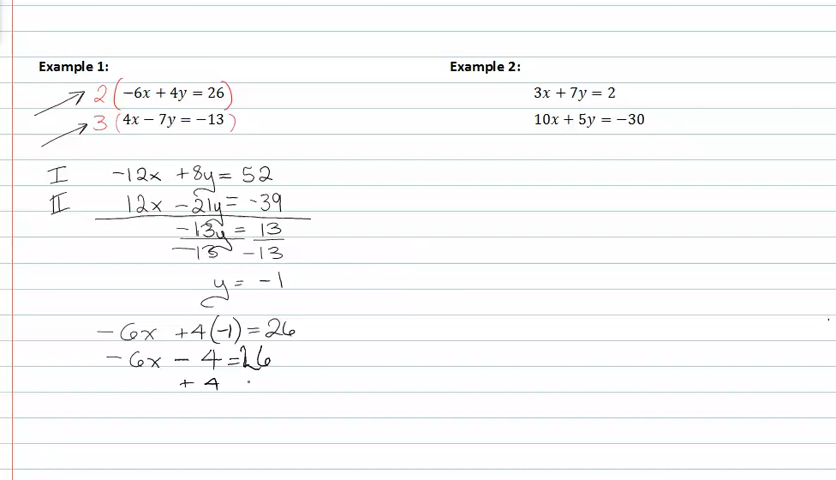 Example 1:
2 (−6x + 4y = 26)
3 (4x − 7y = −13)
I -12x +8y = 52
II 12x -21y = -39
-13y = 13
-13 -13
y = -1
-6x +4(-1) = 26
-6x - 4 = 26
+ 4
Example 2:
3x + 7y = 2
10x + 5y = −30